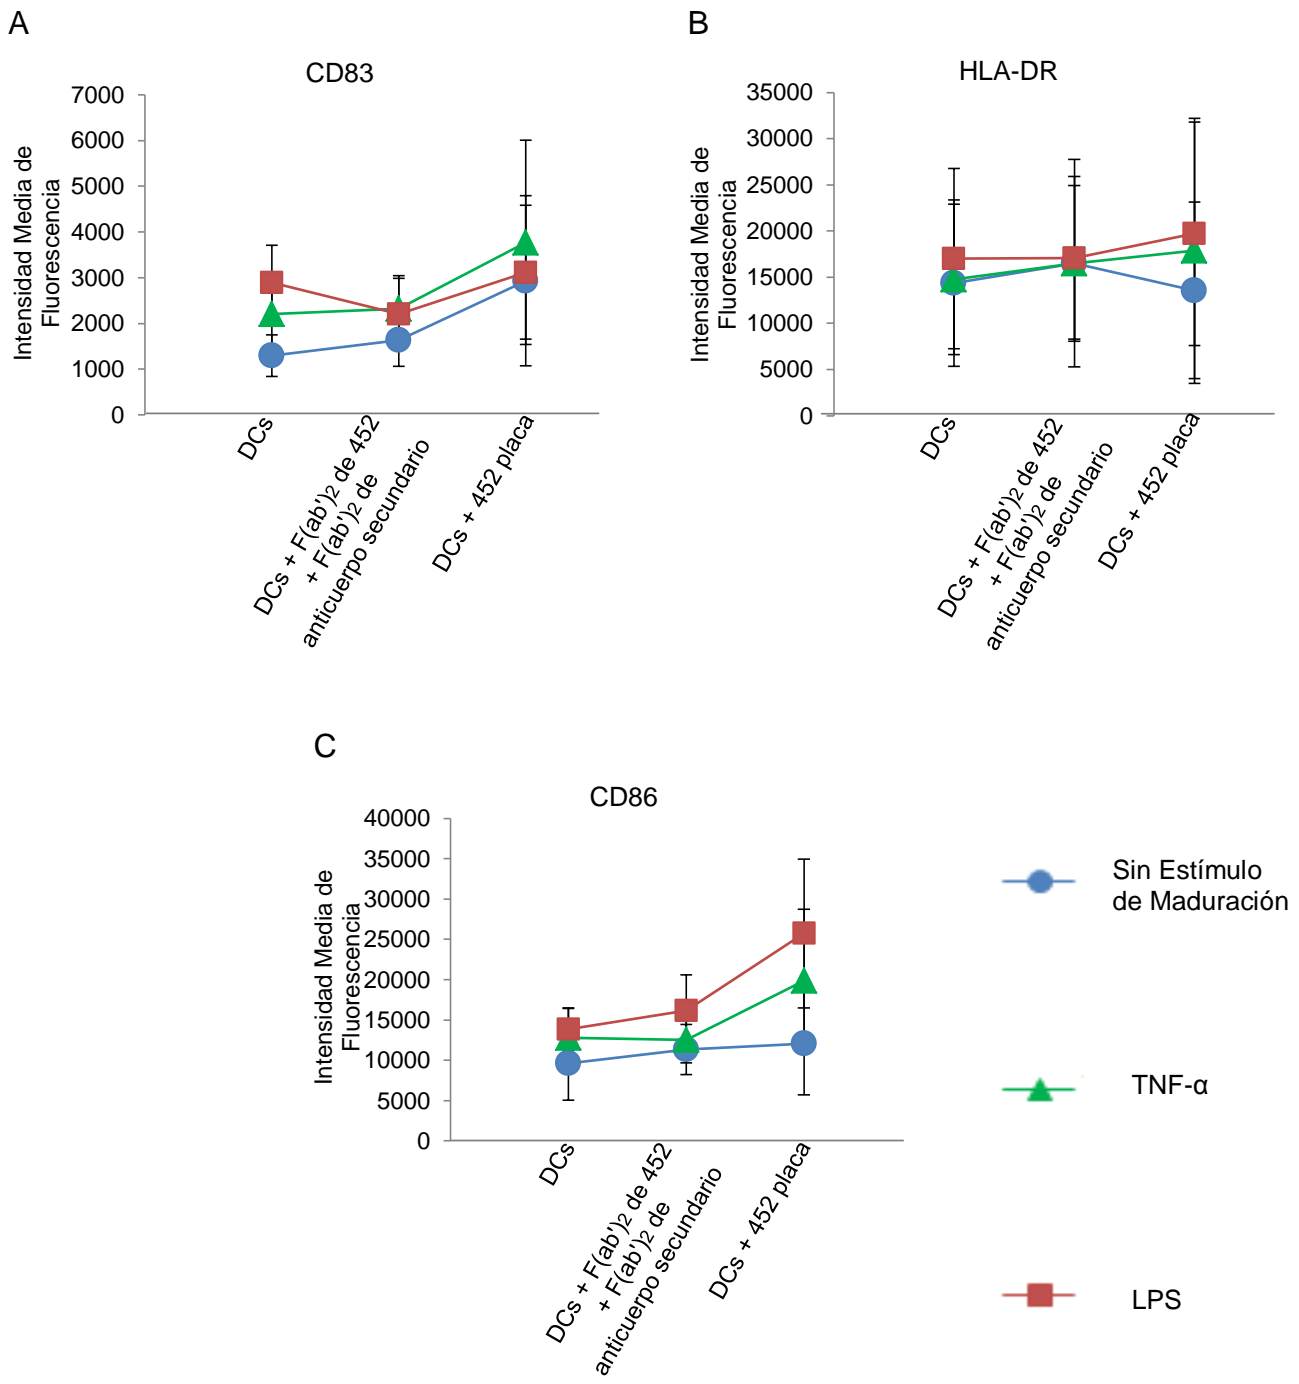 A
CD83
Intensidad Media de
Fluorescencia
7000
6000
5000
4000
3000
2000
1000
0
DCs
DCs + F(ab')2 de 452
+ F(ab')2 de
anticuerpo secundario
DCs + 452 placa
B
HLA-DR
Intensidad Media de
Fluorescencia
35000
30000
25000
20000
15000
10000
5000
0
DCs
DCs + F(ab')2 de 452
+ F(ab')2 de
anticuerpo secundario
DCs + 452 placa
C
CD86
Intensidad Media de
Fluorescencia
40000
35000
30000
25000
20000
15000
10000
5000
0
DCs
DCs + F(ab')2 de 452
+ F(ab')2 de
anticuerpo secundario
DCs + 452 placa
Sin Estímulo
de Maduración
TNF-α
LPS